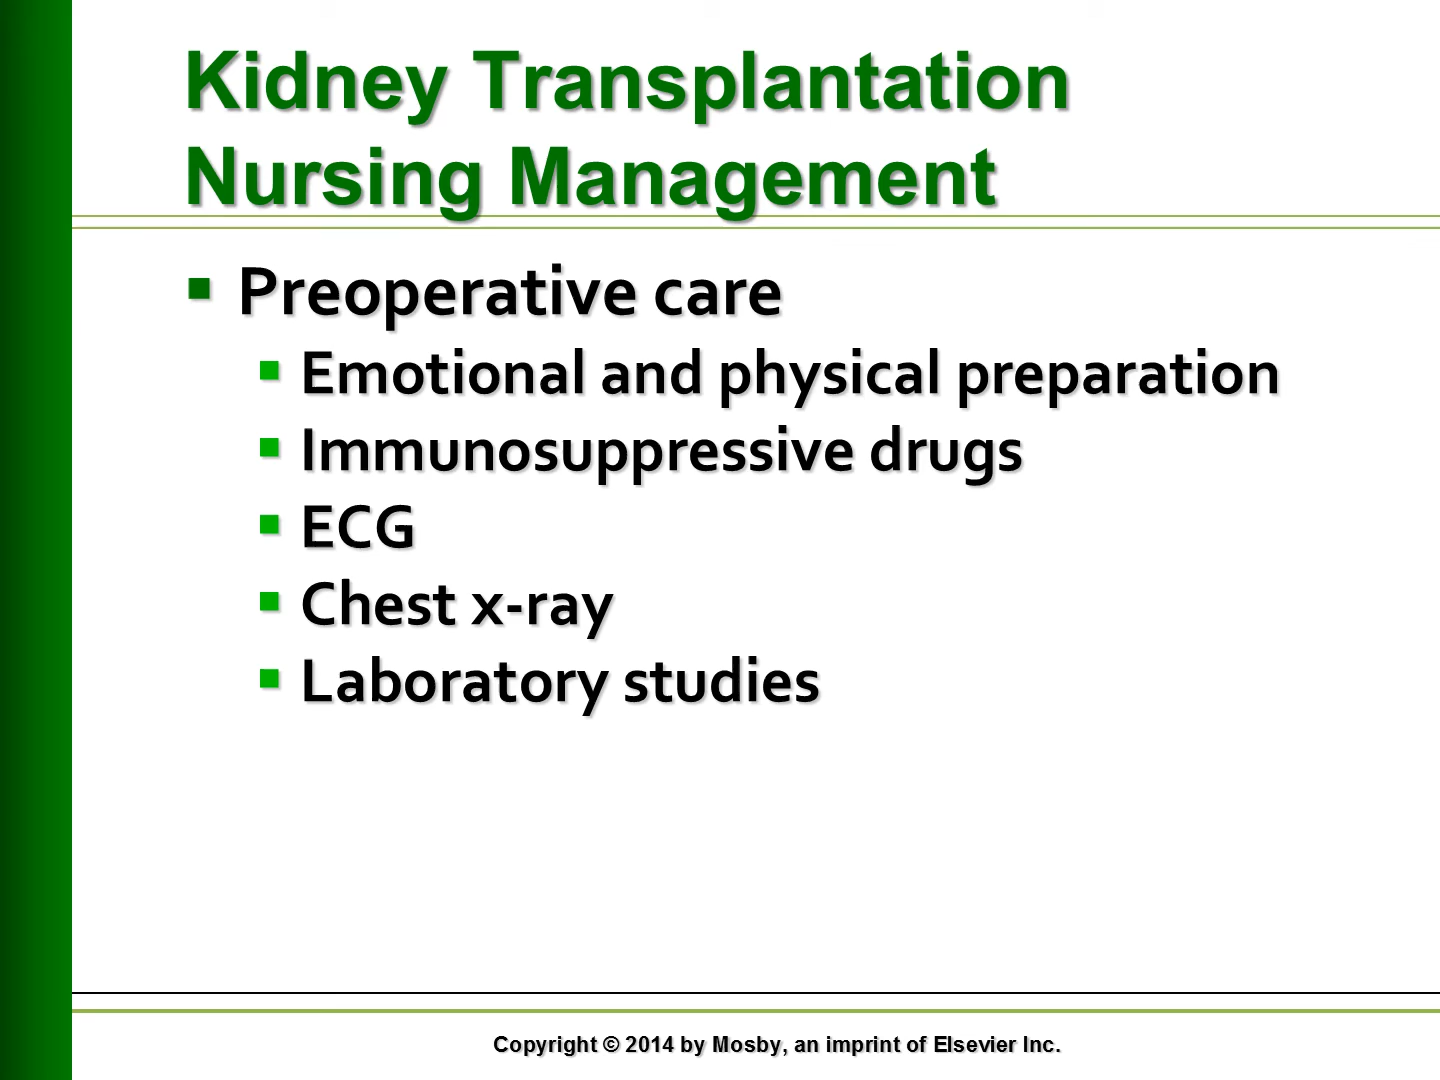 Kidney Transplantation
Nursing Management
Preoperative care
Emotional and physical preparation
Immunosuppressive drugs
ECG
Chest x-ray
Laboratory studies
Copyright © 2014 by Mosby, an imprint of Elsevier Inc.